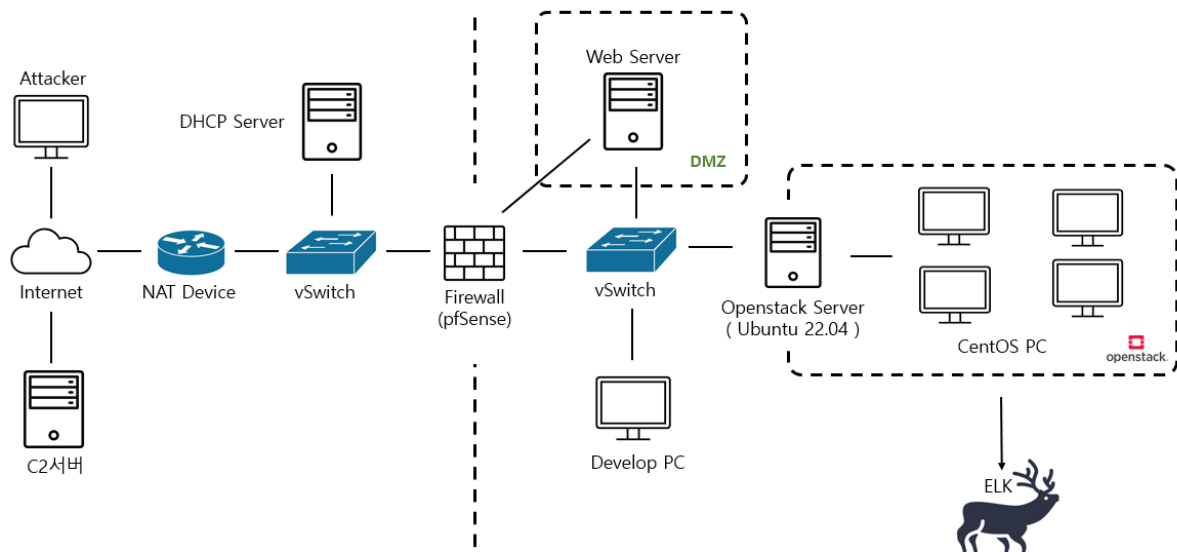 Attacker
DHCP Server
Web Server
DMZ
Internet
NAT Device
vSwitch
Firewall
(pfSense)
vSwitch
Openstack Server
( Ubuntu 22.04 )
CentOS PC
openstack.
C2서버
Develop PC
ELK